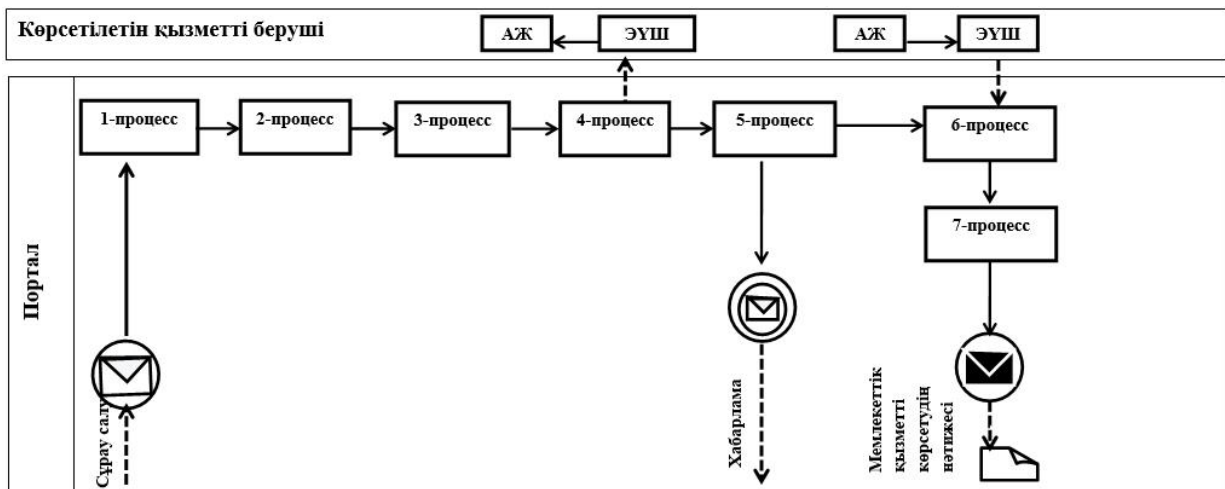 Көрсетілетін қызметті беруші
АЖ
ЭҮШ
АЖ
ЭҮШ
Портал
1-процесс
2-процесс
3-процесс
4-процесс
5-процесс
6-процесс
7-процесс
Сұрау салу
Хабарлама
Мемлекеттік
қызметті
көрсетудің
нәтижесі